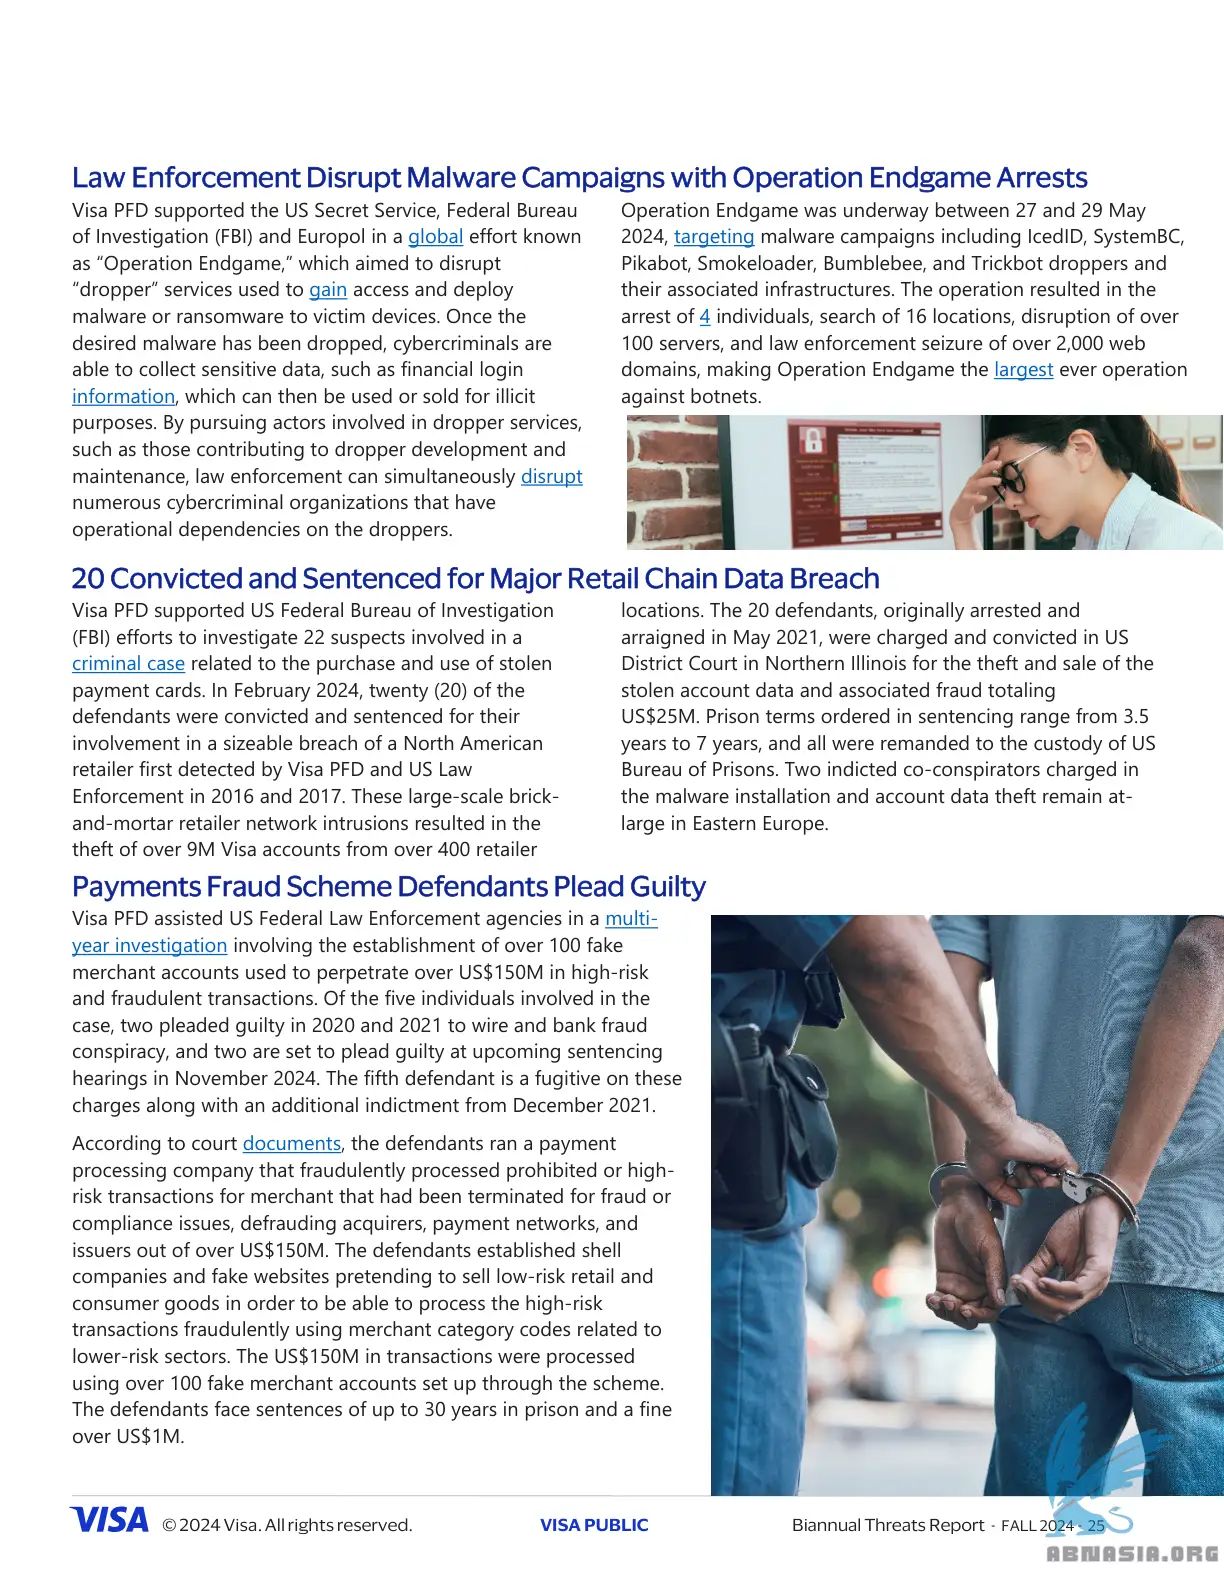 Law Enforcement Disrupt Malware Campaigns with Operation Endgame Arrests
Visa PFD supported the US Secret Service, Federal Bureau
of Investigation (FBI) and Europol in a global effort known
as “Operation Endgame,” which aimed to disrupt
“dropper” services used to gain access and deploy
malware or ransomware to victim devices. Once the
desired malware has been dropped, cybercriminals are
able to collect sensitive data, such as financial login
information, which can then be used or sold for illicit
purposes. By pursuing actors involved in dropper services,
such as those contributing to dropper development and
maintenance, law enforcement can simultaneously disrupt
numerous cybercriminal organizations that have
operational dependencies on the droppers.
Operation Endgame was underway between 27 and 29 May
2024, targeting malware campaigns including IcedID, SystemBC,
Pikabot, Smokeloader, Bumblebee, and Trickbot droppers and
their associated infrastructures. The operation resulted in the
arrest of 4 individuals, search of 16 locations, disruption of over
100 servers, and law enforcement seizure of over 2,000 web
domains, making Operation Endgame the largest ever operation
against botnets.
20 Convicted and Sentenced for Major Retail Chain Data Breach
Visa PFD supported US Federal Bureau of Investigation
(FBI) efforts to investigate 22 suspects involved in a
criminal case related to the purchase and use of stolen
payment cards. In February 2024, twenty (20) of the
defendants were convicted and sentenced for their
involvement in a sizeable breach of a North American
retailer first detected by Visa PFD and US Law
Enforcement in 2016 and 2017. These large-scale brick-
and-mortar retailer network intrusions resulted in the
theft of over 9M Visa accounts from over 400 retailer
locations. The 20 defendants, originally arrested and
arraigned in May 2021, were charged and convicted in US
District Court in Northern Illinois for the theft and sale of the
stolen account data and associated fraud totaling
US$25M. Prison terms ordered in sentencing range from 3.5
years to 7 years, and all were remanded to the custody of US
Bureau of Prisons. Two indicted co-conspirators charged in
the malware installation and account data theft remain at-
large in Eastern Europe.
Payments Fraud Scheme Defendants Plead Guilty
Visa PFD assisted US Federal Law Enforcement agencies in a multi-
year investigation involving the establishment of over 100 fake
merchant accounts used to perpetrate over US$150M in high-risk
and fraudulent transactions. Of the five individuals involved in the
case, two pleaded guilty in 2020 and 2021 to wire and bank fraud
conspiracy, and two are set to plead guilty at upcoming sentencing
hearings in November 2024. The fifth defendant is a fugitive on these
charges along with an additional indictment from December 2021.
According to court documents, the defendants ran a payment
processing company that fraudulently processed prohibited or high-
risk transactions for merchant that had been terminated for fraud or
compliance issues, defrauding acquirers, payment networks, and
issuers out of over US$150M. The defendants established shell
companies and fake websites pretending to sell low-risk retail and
consumer goods in order to be able to process the high-risk
transactions fraudulently using merchant category codes related to
lower-risk sectors. The US$150M in transactions were processed
using over 100 fake merchant accounts set up through the scheme.
The defendants face sentences of up to 30 years in prison and a fine
over US$1M.
VISA © 2024 Visa. All rights reserved. VISA PUBLIC Biannual Threats Report - FALL 2024 - 25
ABNASIA.ORG